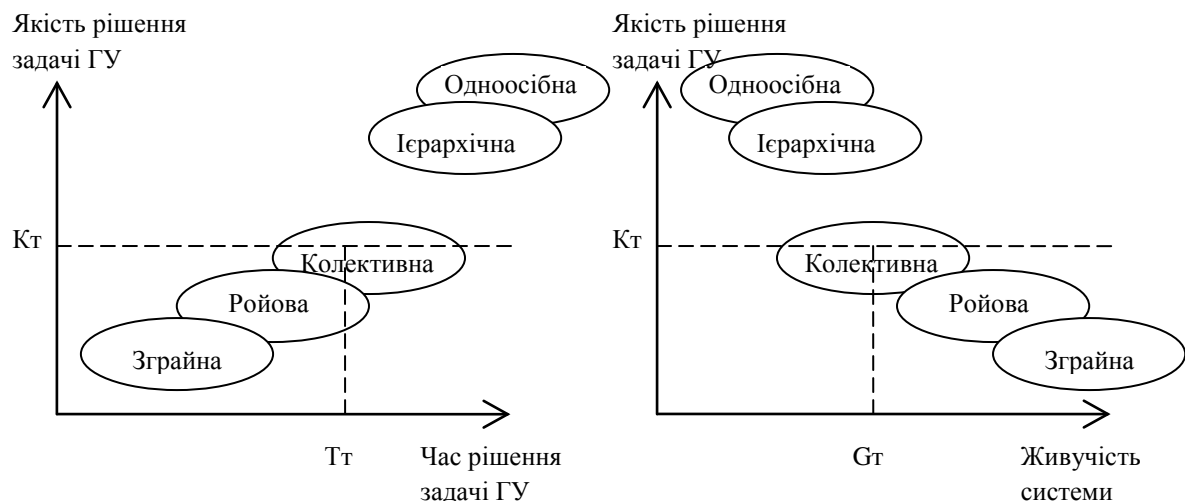 Якість рішення
задачі ГУ
Одноосібна
Ієрархічна
Кт
Колективна
Ройова
Зграйна
Тт
Час рішення
задачі ГУ
Якість рішення
задачі ГУ
Одноосібна
Ієрархічна
Кт
Колективна
Ройова
Зграйна
Gт
Живучість
системи